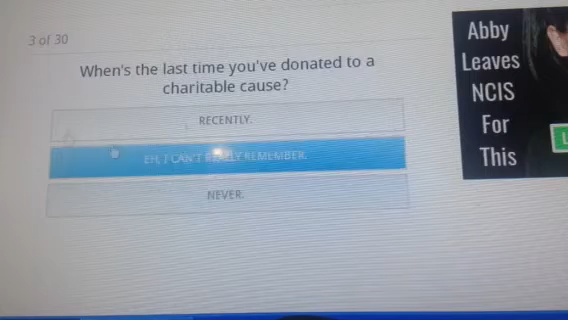 3 of 30
When's the last time you've donated to a
charitable cause?
RECENTLY.
EH, I CAN'T REALLY REMEMBER.
NEVER.
Abby
Leaves
NCIS
For
This
L